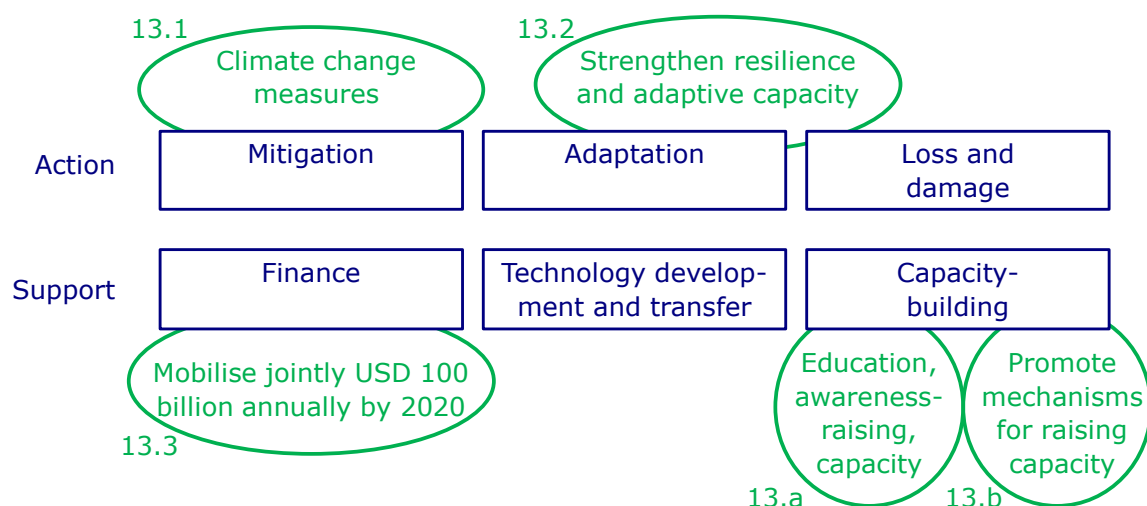 13.1
Climate change
measures
13.2
Strengthen resilience
and adaptive capacity
Action
Mitigation
Adaptation
Loss and
damage
Support
Finance
Technology develop-
ment and transfer
Capacity-
building
Mobilise jointly USD 100
billion annually by 2020
13.3
Education,
awareness-
raising,
capacity
13.a
Promote
mechanisms
for raising
capacity
13.b